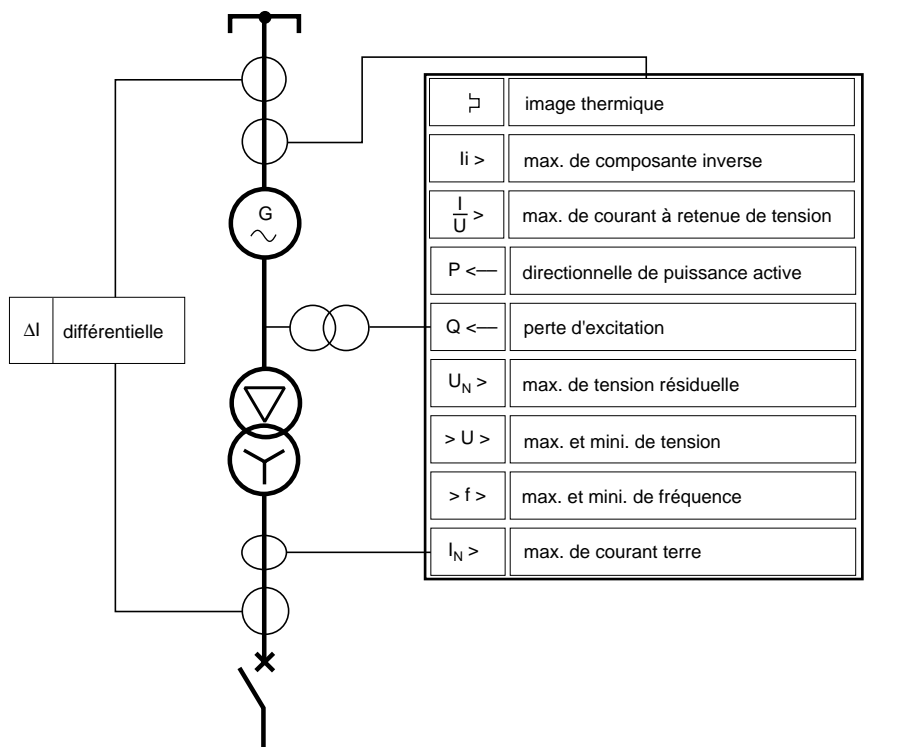 G
ΔI différentielle
image thermique
Ii > max. de composante inverse
I/U > max. de courant à retenue de tension
P <— directionnelle de puissance active
Q <— perte d'excitation
U_N > max. de tension résiduelle
> U > max. et mini. de tension
> f > max. et mini. de fréquence
I_N > max. de courant terre